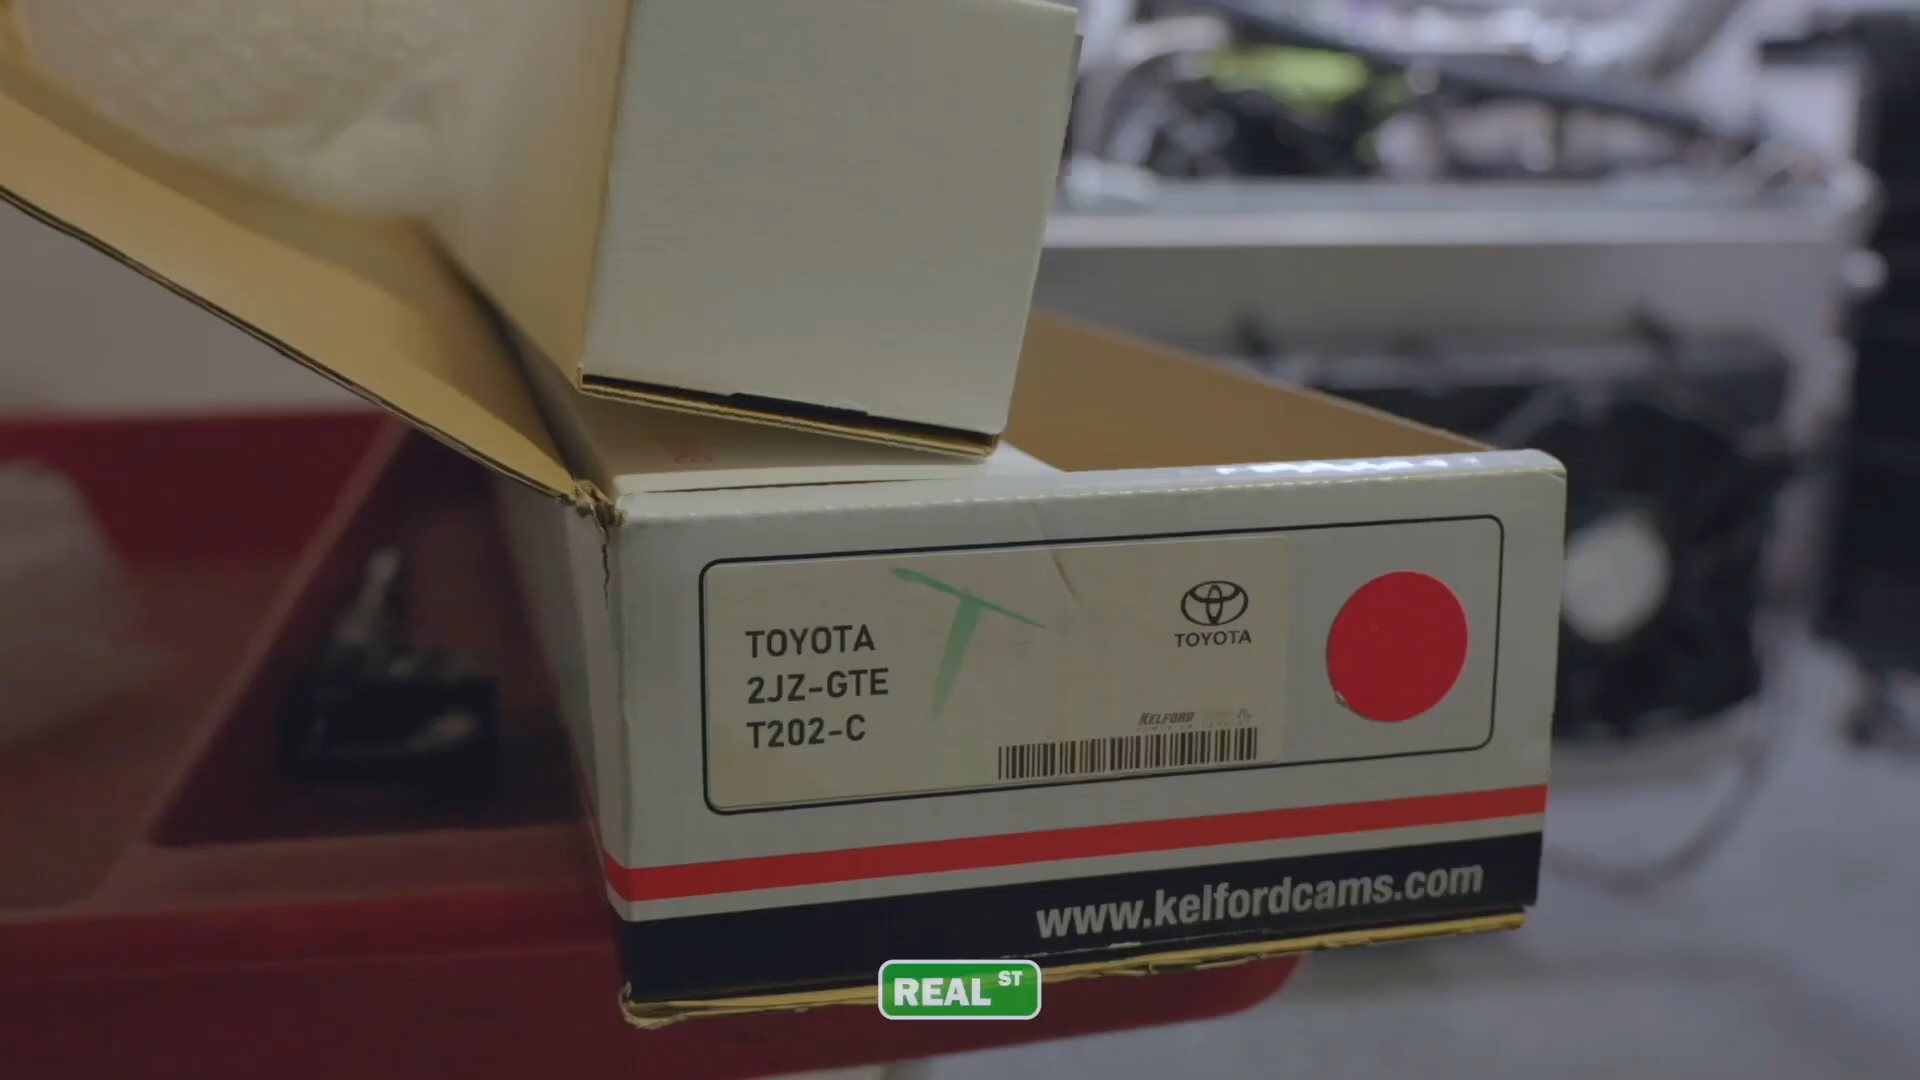 TOYOTA
2JZ-GTE
T202-C
TOYOTA
KELFORD
www.kelfordcams.com
REAL ST